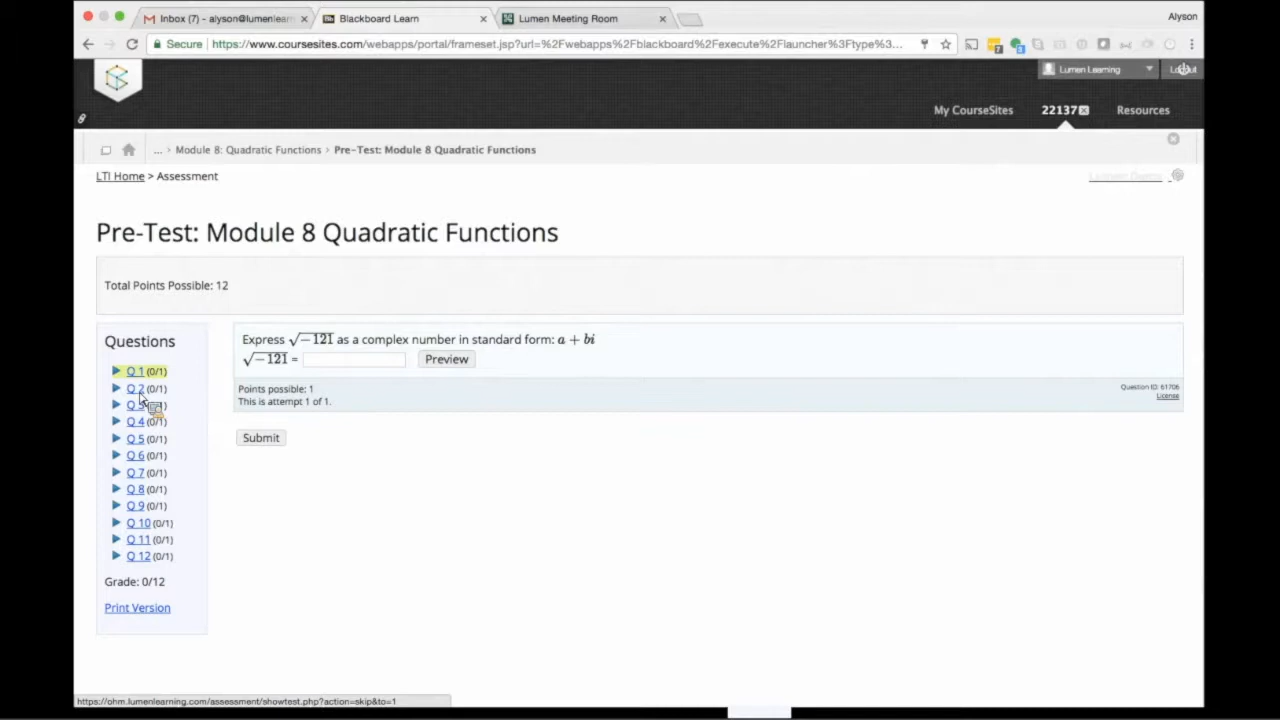 Inbox (7) - alyson@lumenlearn
Blackboard Learn
Lumen Meeting Room
Alyson
Secure
https://www.coursesites.com/webapps/portal/frameset.jsp?url=%2Fwebapps%2Fblackboard%2Fexecute%2Flauncher%3Ftype%3...
Lumen Learning
My CourseSites
22137
Resources
... › Module 8: Quadratic Functions › Pre-Test: Module 8 Quadratic Functions
LTI Home > Assessment
Pre-Test: Module 8 Quadratic Functions
Total Points Possible: 12
Questions
Q 1 (0/1)
Q 2 (0/1)
Q 4 (0/1)
Q 5 (0/1)
Q 6 (0/1)
Q 7 (0/1)
Q 8 (0/1)
Q 9 (0/1)
Q 10 (0/1)
Q 11 (0/1)
Q 12 (0/1)
Grade: 0/12
Print Version
Express √−121 as a complex number in standard form: a + bi
√−121 =
Preview
Points possible: 1
This is attempt 1 of 1.
Question ID: 61706
License
Submit
https://ohm.lumenlearning.com/assessment/showtest.php?action=skip&to=1